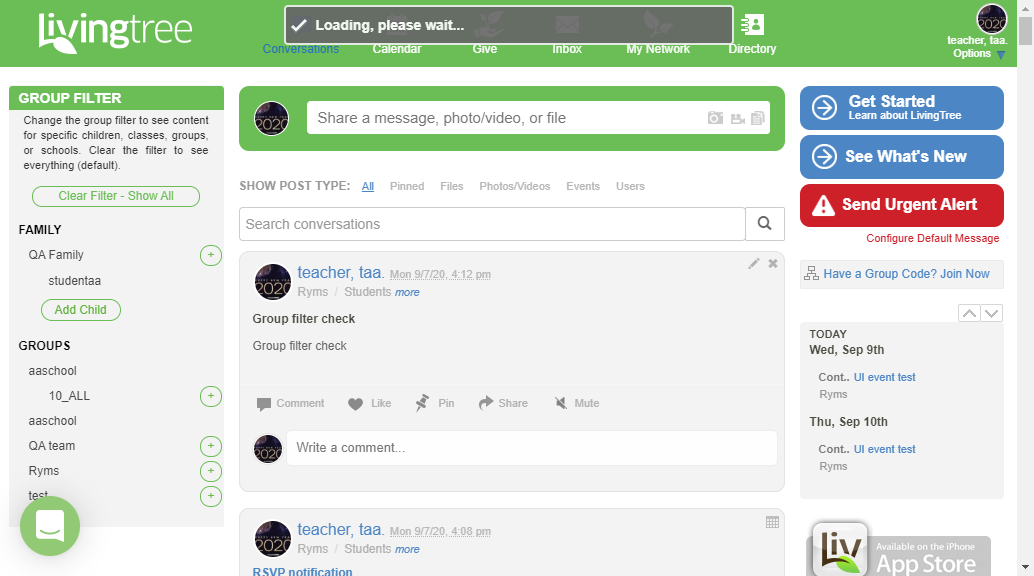 livingtree
Loading, please wait...
Conversations
Calendar
Give
Inbox
My Network
Directory
teacher, taa.
Options
GROUP FILTER
Change the group filter to see content
for specific children, classes, groups,
or schools. Clear the filter to see
everything (default).
Clear Filter - Show All
FAMILY
QA Family
+
studentaa
Add Child
GROUPS
aaschool
10_ALL
+
aaschool
QA team
+
Ryms
+
test
+
2020
Share a message, photo/video, or file
SHOW POST TYPE: All Pinned Files Photos/Videos Events Users
Search conversations
2020
teacher, taa. Mon 9/7/20, 4:12 pm
Ryms / Students more
Group filter check
Group filter check
Comment Like Pin Share Mute
2020
Write a comment...
2020
teacher, taa. Mon 9/7/20, 4:08 pm
Ryms / Students more
RSVP notification
Get Started
Learn about LivingTree
See What's New
Send Urgent Alert
Configure Default Message
Have a Group Code? Join Now
TODAY
Wed, Sep 9th
Cont.. UI event test
Ryms
Thu, Sep 10th
Cont.. UI event test
Ryms
Liv
Available on the iPhone
App Store